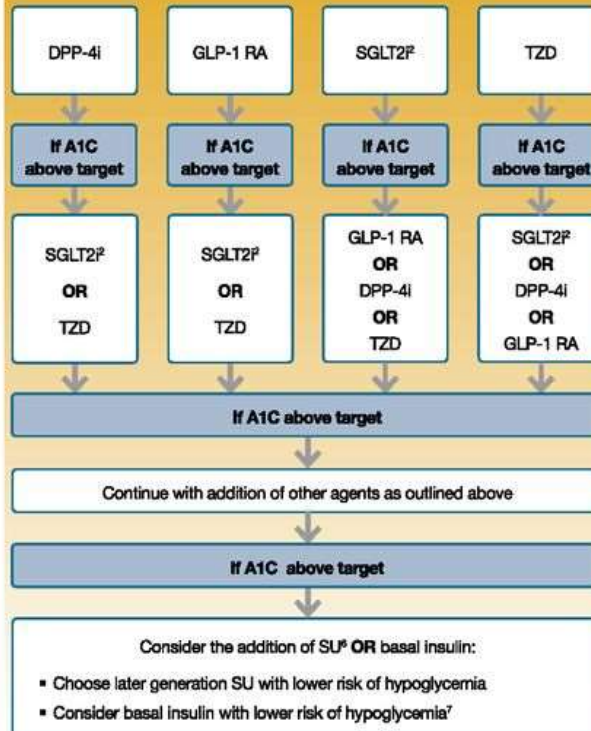 DPP-4i
GLP-1 RA
SGLT2i²
TZD
If A1C
above target
If A1C
above target
If A1C
above target
If A1C
above target
SGLT2i²
OR
TZD
SGLT2i²
OR
TZD
GLP-1 RA
OR
DPP-4i
OR
TZD
SGLT2i²
OR
DPP-4i
OR
GLP-1 RA
If A1C above target
Continue with addition of other agents as outlined above
If A1C above target
Consider the addition of SU⁶ OR basal insulin:
▪ Choose later generation SU with lower risk of hypoglycemia
▪ Consider basal insulin with lower risk of hypoglycemia⁷